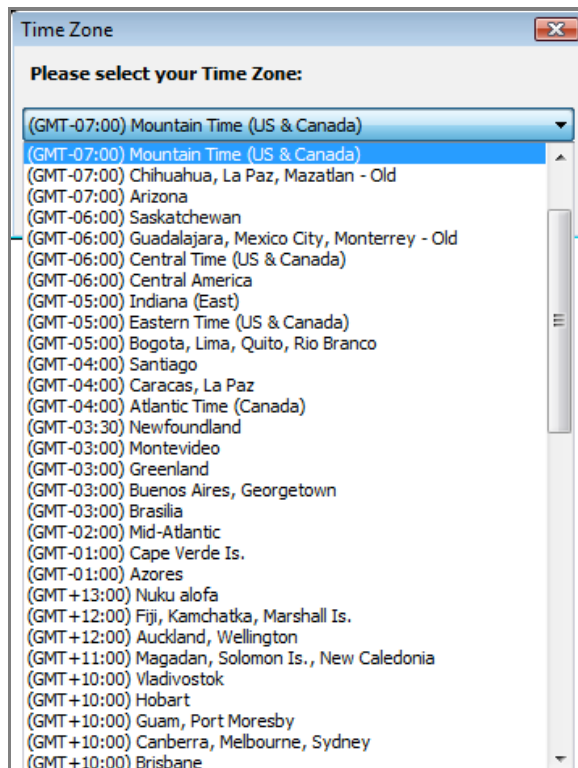 Time Zone
Please select your Time Zone:
(GMT-07:00) Mountain Time (US & Canada)
(GMT-07:00) Mountain Time (US & Canada)
(GMT-07:00) Chihuahua, La Paz, Mazatlan - Old
(GMT-07:00) Arizona
(GMT-06:00) Saskatchewan
(GMT-06:00) Guadalajara, Mexico City, Monterrey - Old
(GMT-06:00) Central Time (US & Canada)
(GMT-06:00) Central America
(GMT-05:00) Indiana (East)
(GMT-05:00) Eastern Time (US & Canada)
(GMT-05:00) Bogota, Lima, Quito, Rio Branco
(GMT-04:00) Santiago
(GMT-04:00) Caracas, La Paz
(GMT-04:00) Atlantic Time (Canada)
(GMT-03:30) Newfoundland
(GMT-03:00) Montevideo
(GMT-03:00) Greenland
(GMT-03:00) Buenos Aires, Georgetown
(GMT-03:00) Brasilia
(GMT-02:00) Mid-Atlantic
(GMT-01:00) Cape Verde Is.
(GMT-01:00) Azores
(GMT+13:00) Nuku alofa
(GMT+12:00) Fiji, Kamchatka, Marshall Is.
(GMT+12:00) Auckland, Wellington
(GMT+11:00) Magadan, Solomon Is., New Caledonia
(GMT+10:00) Vladivostok
(GMT+10:00) Hobart
(GMT+10:00) Guam, Port Moresby
(GMT+10:00) Canberra, Melbourne, Sydney
(GMT+10:00) Brisbane